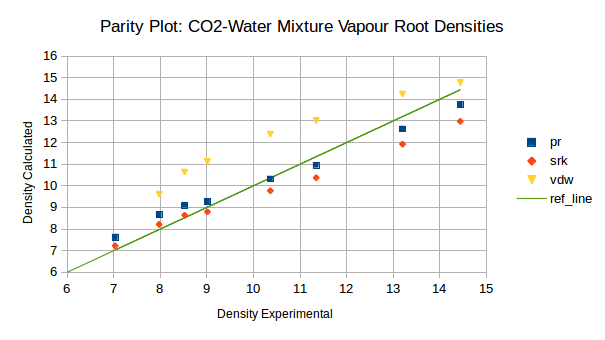 Parity Plot: CO2-Water Mixture Vapour Root Densities
16
15
14
13
12
11
10
9
8
7
6
Density Calculated
6 7 8 9 10 11 12 13 14 15
Density Experimental
pr
srk
vdw
ref_line